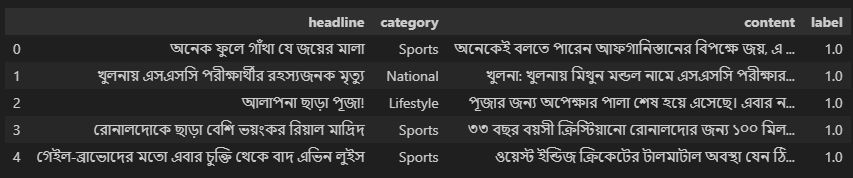 headline category content label
0 অনেক ফুলে গাঁথা যে জয়ের মালা Sports অনেকেই বলতে পারেন আফগানিস্তানের বিপক্ষে জয়, এ ... 1.0
1 খুলনায় এসএসসি পরীক্ষার্থীর রহস্যজনক মৃত্যু National খুলনা: খুলনায় মিথুন মন্ডল নামে এসএসসি পরীক্ষার... 1.0
2 আলাপনা ছাড়া পূজা! Lifestyle পূজার জন্য অপেক্ষার পালা শেষ হয়ে এসেছে। এবার ন... 1.0
3 রোনালদোকে ছাড়া বেশি ভয়ংকর রিয়াল মাদ্রিদ Sports ৩৩ বছর বয়সী ক্রিস্টিয়ানো রোনালদোর জন্য ১০০ মিল... 1.0
4 গেইল-ব্রাভোদের মতো এবার চুক্তি থেকে বাদ এভিন লুইস Sports ওয়েস্ট ইন্ডিজ ক্রিকেটের টালমাটাল অবস্থা যেন ঠি... 1.0